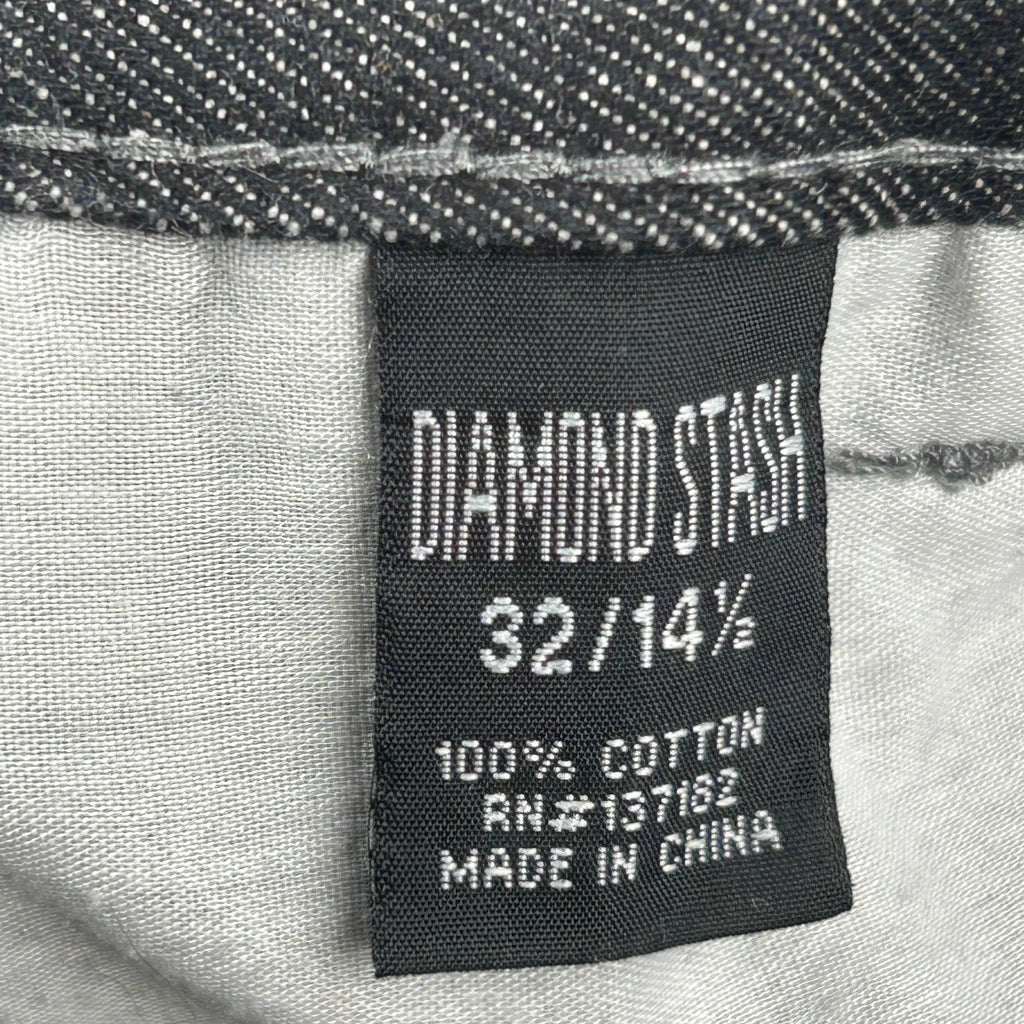 DIAMOND STASH
32/14½
100% COTTON
RN#137182
MADE IN CHINA